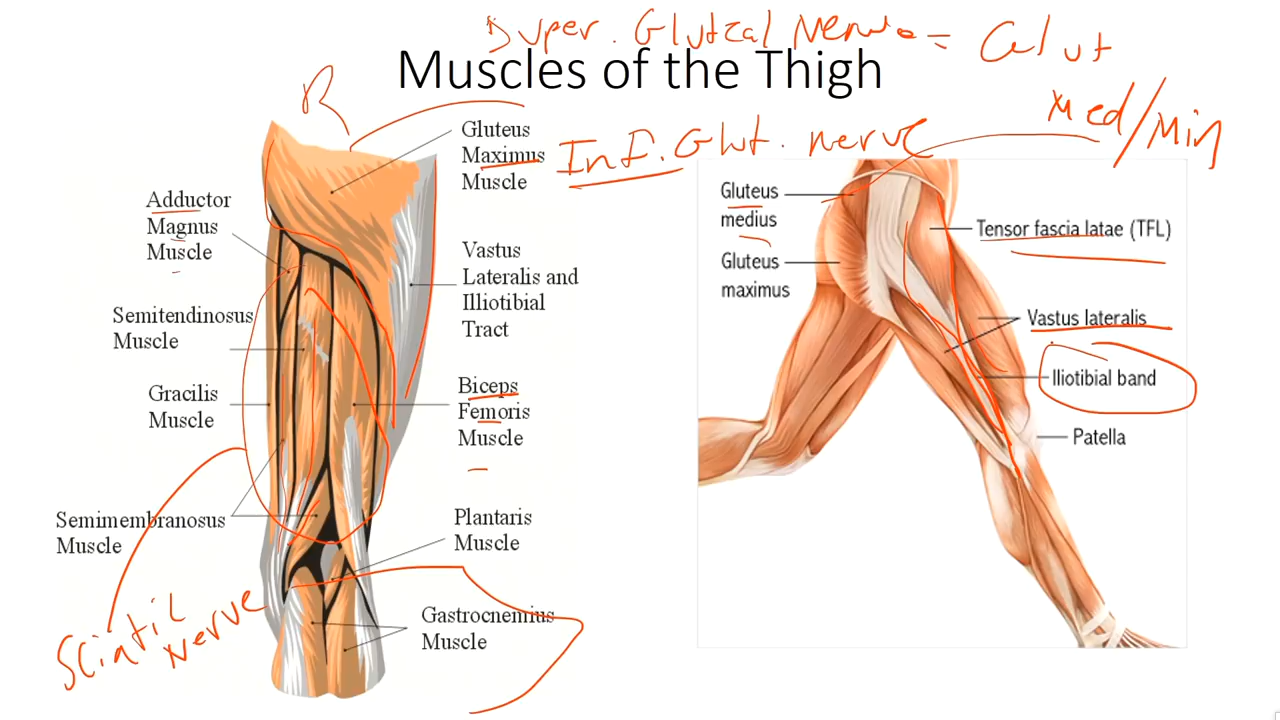 Super. Gluteal Nerve = Glut
Med/Min
Muscles of the Thigh
R
Inf. Glut. nerve
Gluteus
Maximus
Muscle
Adductor
Magnus
Muscle
Vastus
Lateralis and
Illiotibial
Tract
Semitendinosus
Muscle
Gracilis
Muscle
Biceps
Femoris
Muscle
Semimembranosus
Muscle
Plantaris
Muscle
Gastrocnemius
Muscle
Sciatic
nerve
Gluteus
medius
Gluteus
maximus
Tensor fascia latae (TFL)
Vastus lateralis
Iliotibial band
Patella